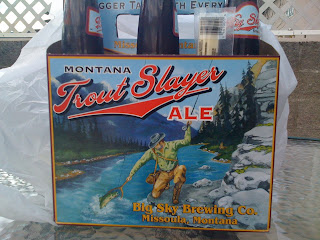 GGER TA
TH EVERY
MONTANA
Trout Slayer
ALE
Big Sky Brewing Co.
Missoula, Montana